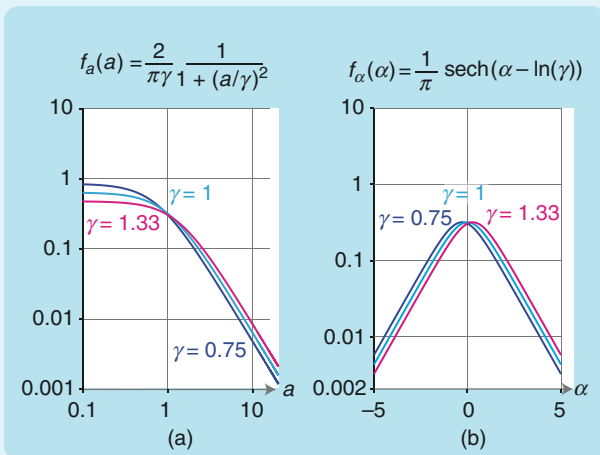 fₐ(a) = 2/πγ 1/1 + (a/γ)²
10
1
0.1
0.01
0.001
γ = 1
γ = 1.33
γ = 0.75
0.1 1 10 a
(a)
f_α(α) = 1/π sech(α – ln(γ))
10
1
0.1
0.01
0.002
γ = 1
γ = 0.75
γ = 1.33
–5 0 5 α
(b)